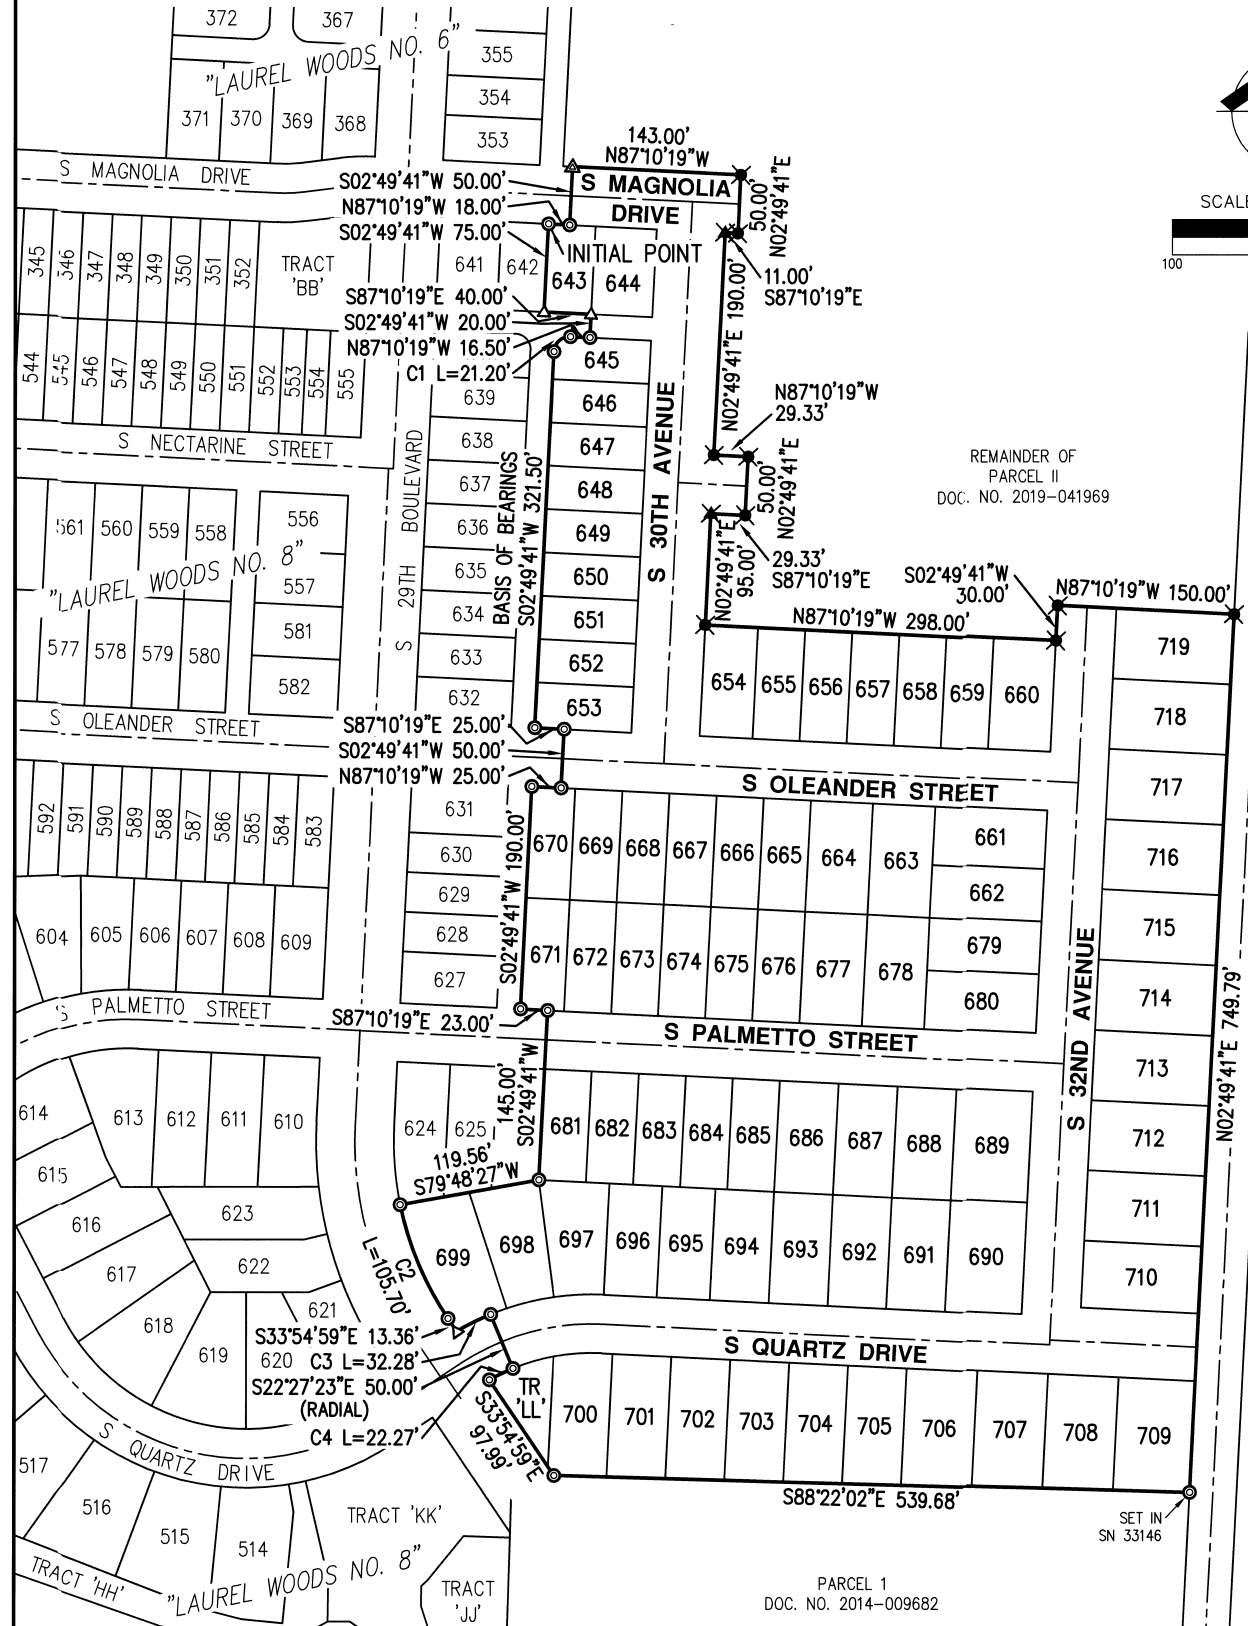 372
367
"LAUREL WOODS NO. 6"
355
354
353
371
370
369
368
143.00'
N87°10'19"W
S MAGNOLIA DRIVE
S02°49'41"W 50.00'
N87°10'19"W 18.00'
S02°49'41"W 75.00'
S MAGNOLIA
DRIVE
50.00'
N02°49'41"E
SCALE
100
INITIAL POINT
345
346
347
348
349
350
351
352
TRACT
'BB'
641
642
643
644
11.00'
S87°10'19"E
N02°49'41"E 190.00'
S87°10'19"E 40.00'
S02°49'41"W 20.00'
N87°10'19"W 16.50'
C1 L=21.20'
544
545
546
547
548
549
550
551
552
553
554
555
639
638
637
636
635
634
633
632
645
646
647
648
649
650
651
652
653
S 30TH AVENUE
N87°10'19"W
29.33'
50.00'
N02°49'41"E
S NECTARINE STREET
S 29TH BOULEVARD
BASIS OF BEARINGS
S02°49'41"W 321.50'
REMAINDER OF
PARCEL II
DOC. NO. 2019-041969
561
560
559
558
556
557
581
582
"LAUREL WOODS NO. 8"
577
578
579
580
N02°49'41"E
95.00'
29.33'
S87°10'19"E
S02°49'41"W
30.00'
N87°10'19"W 150.00'
N87°10'19"W 298.00'
654
655
656
657
658
659
660
719
718
717
716
715
714
713
712
711
710
S OLEANDER STREET
S87°10'19"E 25.00'
S02°49'41"W 50.00'
N87°10'19"W 25.00'
S OLEANDER STREET
592
591
590
589
588
587
586
585
584
583
631
630
629
628
627
S02°49'41"W 190.00'
670
669
668
667
666
665
664
663
661
662
671
672
673
674
675
676
677
678
679
680
S 32ND AVENUE
N02°49'41"E 749.79'
604
605
606
607
608
609
S PALMETTO STREET
S87°10'19"E 23.00'
S PALMETTO STREET
614
613
612
611
610
624
625
145.00'
S02°49'41"W
681
682
683
684
685
686
687
688
689
615
616
617
618
619
620
621
622
623
119.56'
S79°48'27"W
C2
L=105.70'
699
698
697
696
695
694
693
692
691
690
S33°54'59"E 13.36'
C3 L=32.28'
S22°27'23"E 50.00'
(RADIAL)
C4 L=22.27'
S QUARTZ DRIVE
TR
'LL'
S33°54'59"E
97.99'
700
701
702
703
704
705
706
707
708
709
S QUARTZ DRIVE
517
516
515
514
TRACT 'KK'
S88°22'02"E 539.68'
SET IN
SN 33146
TRACT 'HH'
"LAUREL WOODS NO. 8"
TRACT
'JJ'
PARCEL 1
DOC. NO. 2014-009682